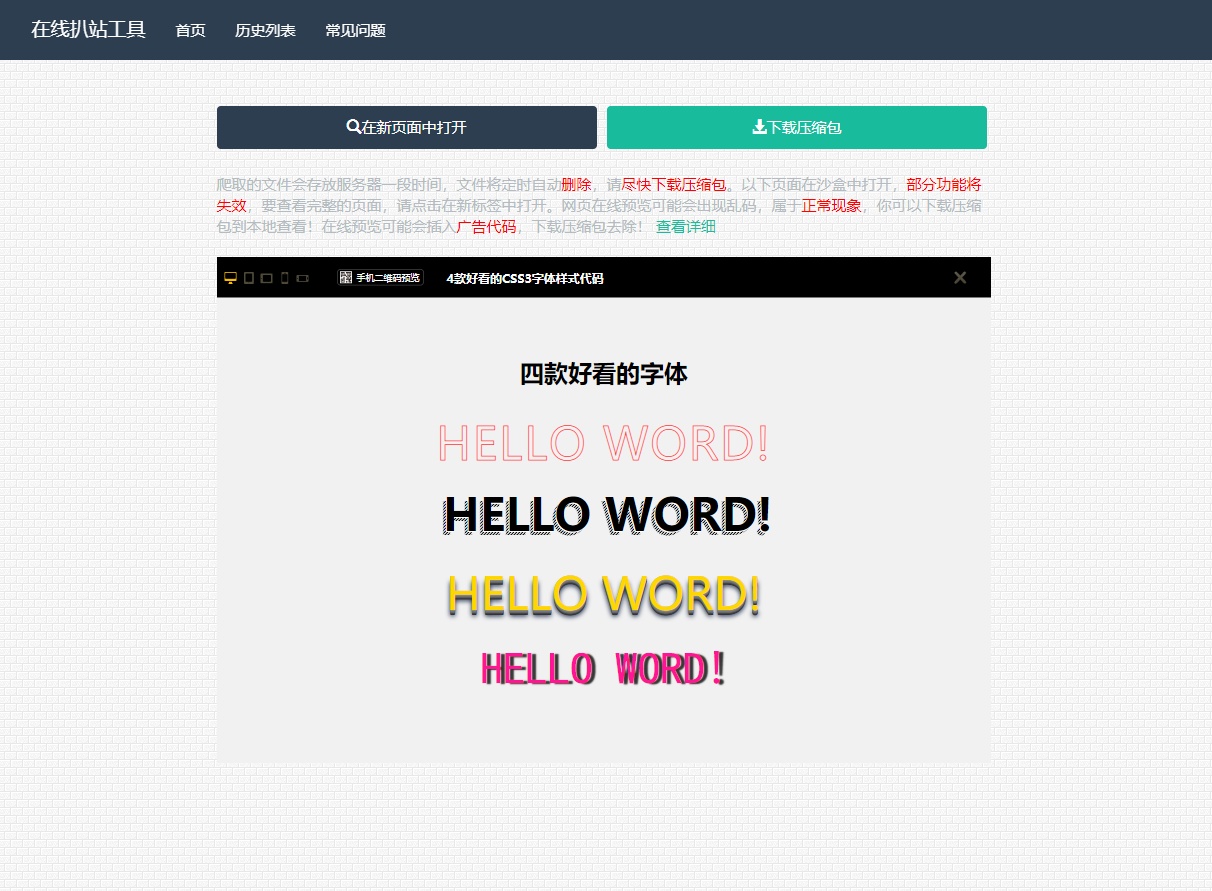 在线扒站工具 首页 历史列表 常见问题
在新页面中打开 下载压缩包
爬取的文件会存放服务器一段时间，文件将定时自动删除，请尽快下载压缩包。以下页面在沙盒中打开，部分功能将
失效，要查看完整的页面，请点击在新标签中打开。网页在线预览可能会出现乱码，属于正常现象，你可以下载压缩
包到本地查看！在线预览可能会插入广告代码，下载压缩包去除！ 查看详细
手机二维码预览 4款好看的CSS3字体样式代码
四款好看的字体
HELLO WORD!
HELLO WORD!
HELLO WORD!
HELLO WORD!